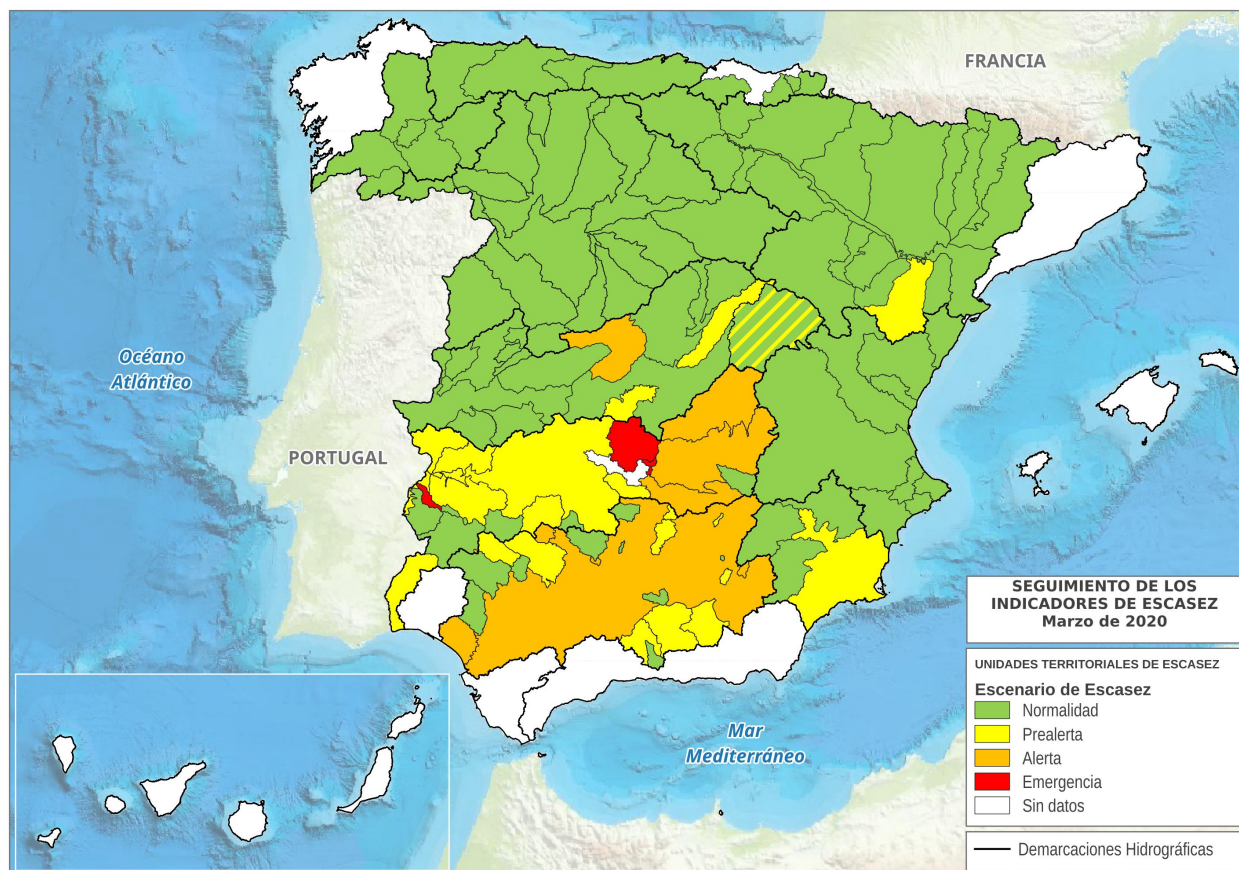 FRANCIA
Océano
Atlántico
PORTUGAL
Mar
Mediterráneo
SEGUIMIENTO DE LOS
INDICADORES DE ESCASEZ
Marzo de 2020
UNIDADES TERRITORIALES DE ESCASEZ
Escenario de Escasez
Normalidad
Prealerta
Alerta
Emergencia
Sin datos
Demarcaciones Hidrográficas